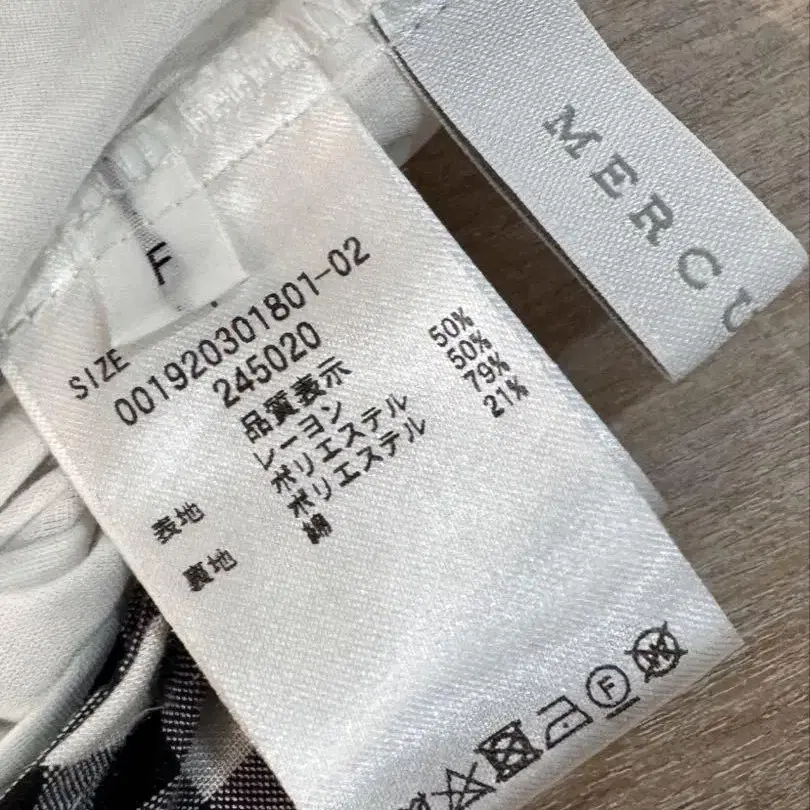 MERCU
F
SIZE
001920301801-02
245020
品質表示
表地 レーヨン 50%
ポリエステル 50%
裏地 ポリエステル 79%
綿 21%
F
W